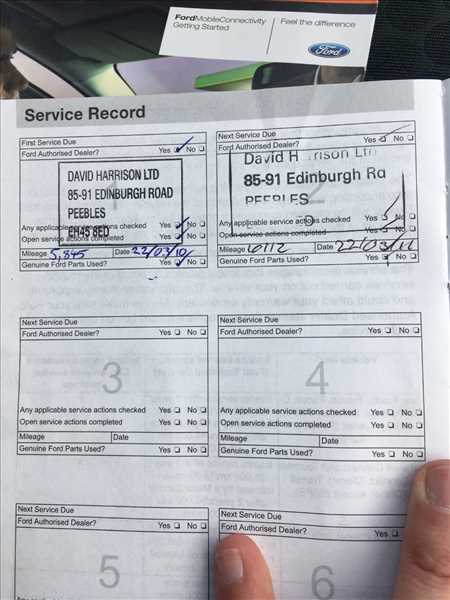 FordMobileConnectivity
Getting Started
Feel the difference
Ford
Service Record
First Service Due
Ford Authorised Dealer? Yes No
DAVID HARRISON LTD
85-91 EDINBURGH ROAD
PEEBLES
EH45 8ED
1
Any applicable service actions checked Yes No
Open service actions completed Yes No
Mileage 5,845 Date 22/03/10
Genuine Ford Parts Used? Yes No
Next Service Due
Ford Authorised Dealer? Yes No
David H rrison Ltd
85-91 Edinburgh Ro
PEEBLES
2
Any applicable service actions checked Yes No
Open service actions completed Yes No
Mileage 10112 22/03/11
Genuine Ford Parts Used? Yes No
Next Service Due
Ford Authorised Dealer? Yes No
3
Any applicable service actions checked Yes No
Open service actions completed Yes No
Mileage Date
Genuine Ford Parts Used? Yes No
Next Service Due
Ford Authorised Dealer? Yes No
4
Any applicable service actions checked Yes No
Open service actions completed Yes No
Mileage Date
Genuine Ford Parts Used? Yes No
Next Service Due
Ford Authorised Dealer? Yes No
5
Next Service Due
Ford Authorised Dealer? Yes No
6